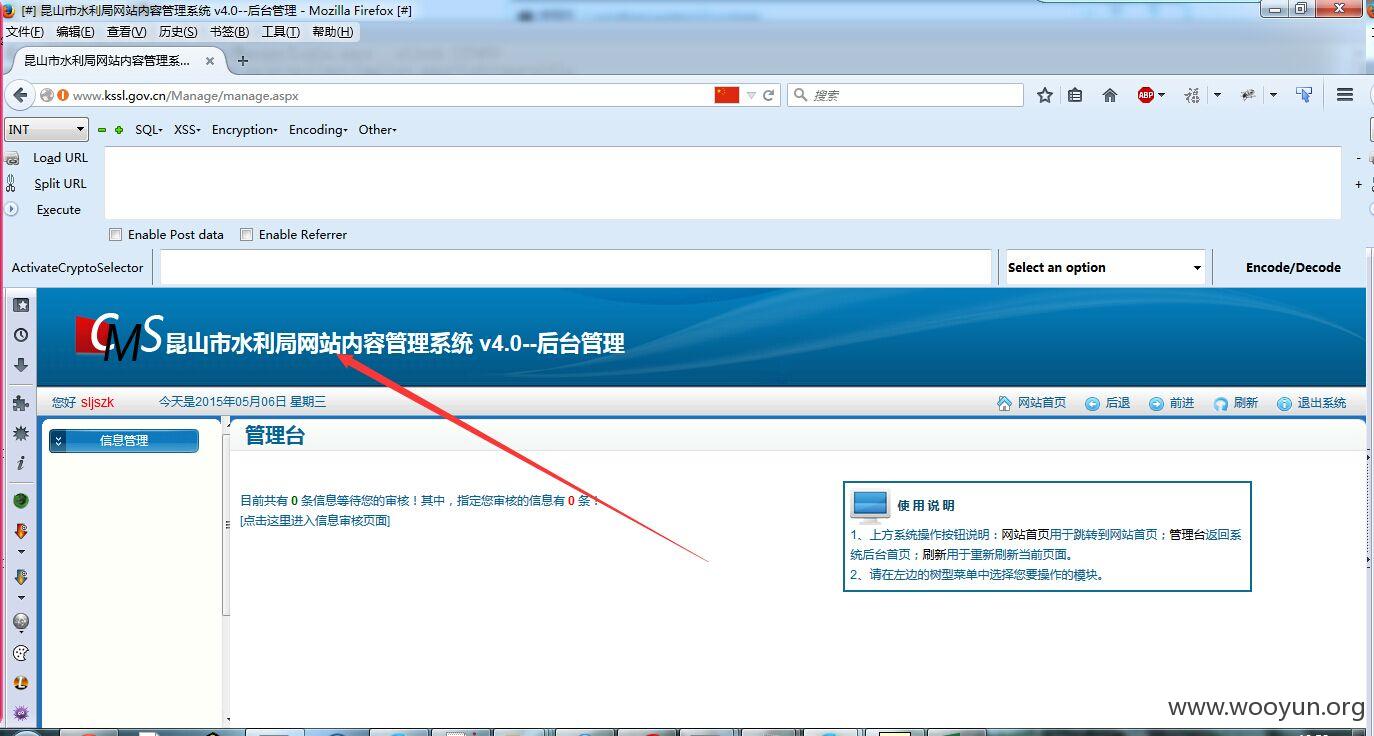 [#] 昆山市水利局网站内容管理系统 v4.0--后台管理 - Mozilla Firefox [#]
文件(F) 编辑(E) 查看(V) 历史(S) 书签(B) 工具(T) 帮助(H)
昆山市水利局网站内容管理系... × +
www.kssl.gov.cn/Manage/manage.aspx 搜索 ABP
INT SQL- XSS- Encryption- Encoding- Other-
Load URL
Split URL
Execute
Enable Post data Enable Referrer
ActivateCryptoSelector Select an option Encode/Decode
CMS 昆山市水利局网站内容管理系统 v4.0--后台管理
您好 sljszk 今天是2015年05月06日 星期三 网站首页 后退 前进 刷新 退出系统
信息管理
管理台
目前共有 0 条信息等待您的审核！其中，指定您审核的信息有 0 条！
[点击这里进入信息审核页面]
使用说明
1、上方系统操作按钮说明：网站首页用于跳转到网站首页；管理台返回系
统后台首页；刷新用于重新刷新当前页面。
2、请在左边的树型菜单中选择您要操作的模块。
www.wooyun.org